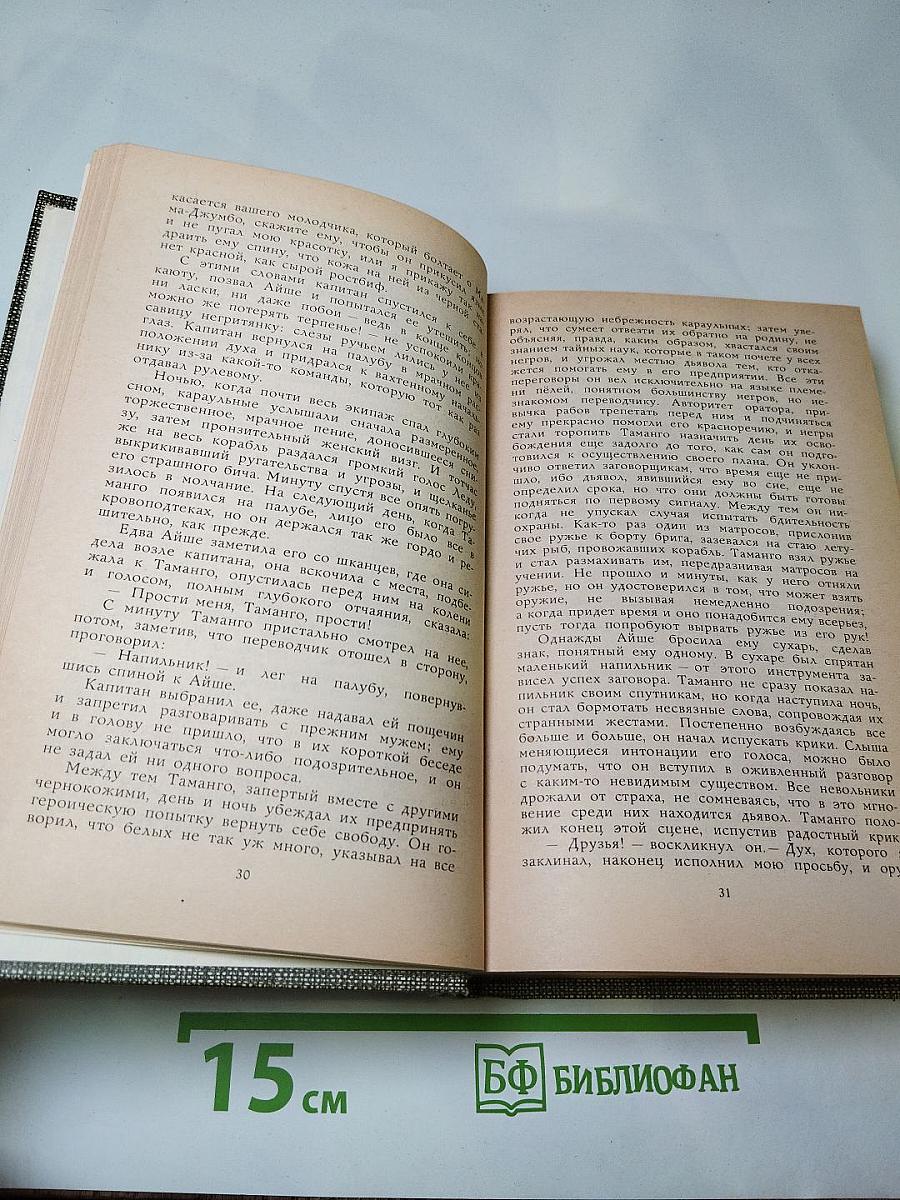 касается вашего молодчика, который болтает о Ма-
ма-Джумбо, скажите ему, чтобы он прикусил
и не пугал мою красотку, или я прикажу так
драить ему спину, что кожа на ней из черной ста-
нет красной, как сырой ростбиф.
С этими словами капитан спустился к себе в
каюту, позвал Айше и попытался ее утешить; но
ни ласки, ни даже побои — ведь в конце концов
можно же потерять терпенье! — не успокоили кра-
савицу негритянку: слезы ручьем лились у нее из
глаз. Капитан вернулся на палубу в мрачном рас-
положении духа и придрался к вахтенному началь-
нику из-за какой-то команды, которую тот как раз
отдавал рулевому.
Ночью, когда почти весь экипаж спал глубоким
сном, караульные услышали сначала размеренное,
торжественное, мрачное пение, доносившееся сни-
зу, затем пронзительный женский визг. И тотчас
же на весь корабль раздался громкий голос Леду,
выкрикивавший ругательства и угрозы, и щелканье
его страшного бича. Минуту спустя все опять погру-
зилось в молчание. На следующий день, когда Та-
манго появился на палубе, лицо его было все в
кровоподтеках, но он держался так же гордо и ре-
шительно, как прежде.
Едва Айше заметила его со шканцев, где она си-
дела возле капитана, она вскочила с места, подбе-
жала к Таманго, опустилась перед ним на колени
и голосом, полным глубокого отчаяния, сказала:
— Прости меня, Таманго, прости!
С минуту Таманго пристально смотрел на нее,
потом, заметив, что переводчик отошел в сторону,
проговорил:
— Напильник! — и лег на палубу, повернув-
шись спиной к Айше.
Капитан выбранил ее, даже надавал ей пощечин
и запретил разговаривать с прежним мужем; ему
и в голову не пришло, что в их короткой беседе
могло заключаться что-либо подозрительное, и он
не задал ей ни одного вопроса.
Между тем Таманго, запертый вместе с другими
чернокожими, день и ночь убеждал их предпринять
героическую попытку вернуть себе свободу. Он го-
ворил, что белых не так уж много, указывал на все
30
возрастающую небрежность караульных; затем уве-
рял, что сумеет отвезти их обратно на родину, не
объясняя, правда, каким образом, хвастался своим
знанием тайных наук, которые в таком почете у всех
негров, и угрожал местью дьявола тем, кто отка-
жется помогать ему в его предприятии. Все эти
переговоры он вел исключительно на языке племе-
ни пёлей, понятном большинству негров, но не-
знакомом переводчику. Авторитет оратора, при-
вычка рабов трепетать перед ним и подчиняться
ему прекрасно помогли его красноречию, и негры
стали торопить Таманго назначить день их осво-
бождения еще задолго до того, как сам он подго-
товился к осуществлению своего плана. Он уклон-
чиво ответил заговорщикам, что время еще не при-
шло, ибо дьявол, явившийся ему во сне, еще не
определил срока, но что они должны быть готовы
подняться по первому сигналу. Между тем он ни-
когда не упускал случая испытать бдительность
охраны. Как-то раз один из матросов, прислонив
свое ружье к борту брига, зазевался на стаю лету-
чих рыб, провожавших корабль. Таманго взял ружье
и стал размахивать им, передразнивая матросов на
учении. Не прошло и минуты, как у него отняли
ружье, но он удостоверился в том, что может взять
оружие, не вызывая немедленно подозрения;
а когда придет время и оно понадобится ему всерьез,
пусть тогда попробуют вырвать ружье из его рук!
Однажды Айше бросила ему сухарь, сделав
знак, понятный ему одному. В сухаре был спрятан
маленький напильник — от этого инструмента за-
висел успех заговора. Таманго не сразу показал на-
пильник своим спутникам, но когда наступила ночь,
он стал бормотать несвязные слова, сопровождая их
странными жестами. Постепенно возбуждаясь все
больше и больше, он начал испускать крики. Слыша
меняющиеся интонации его голоса, можно было
подумать, что он вступил в оживленный разговор
с каким-то невидимым существом. Все невольники
дрожали от страха, не сомневаясь, что в это мгно-
вение среди них находится дьявол. Таманго поло-
жил конец этой сцене, испустив радостный крик
— Друзья! — воскликнул он.— Дух, которого
заклинал, наконец исполнил мою просьбу, и ору
31
15 см
БФ БИБЛИОФАН